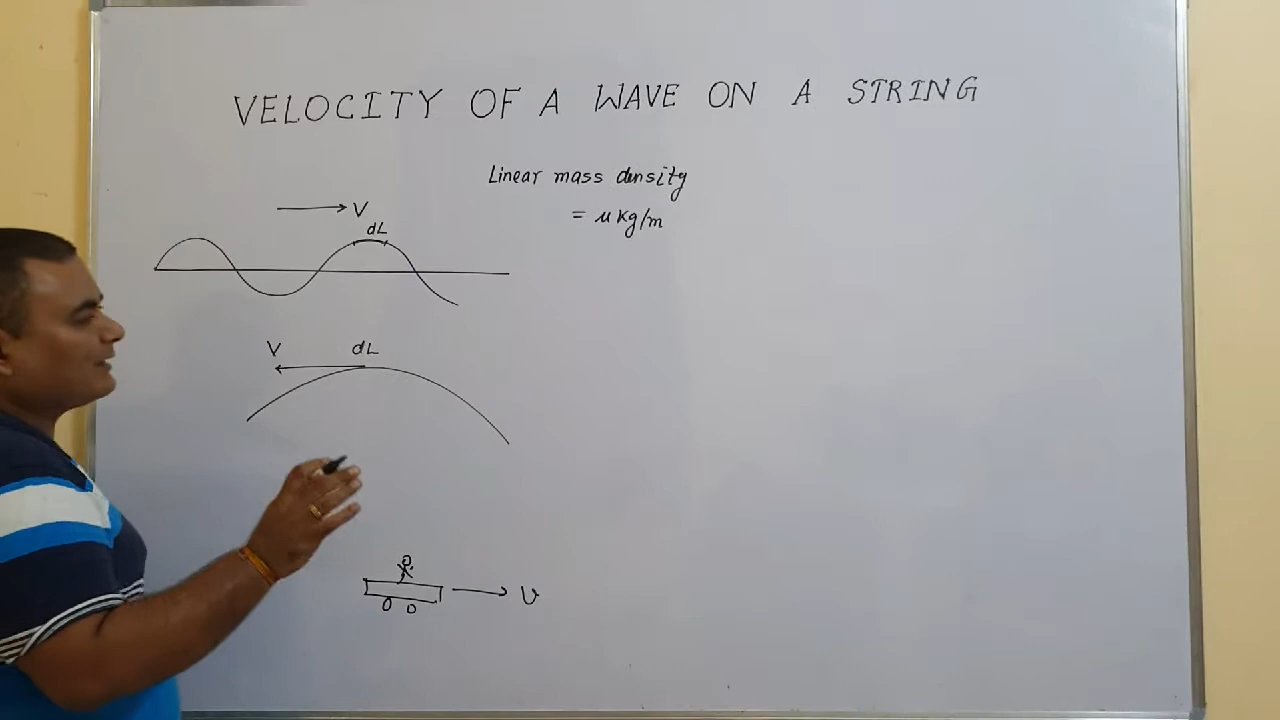 VELOCITY OF A WAVE ON A STRING
Linear mass density
= μ kg/m
V
dL
V
dL
v